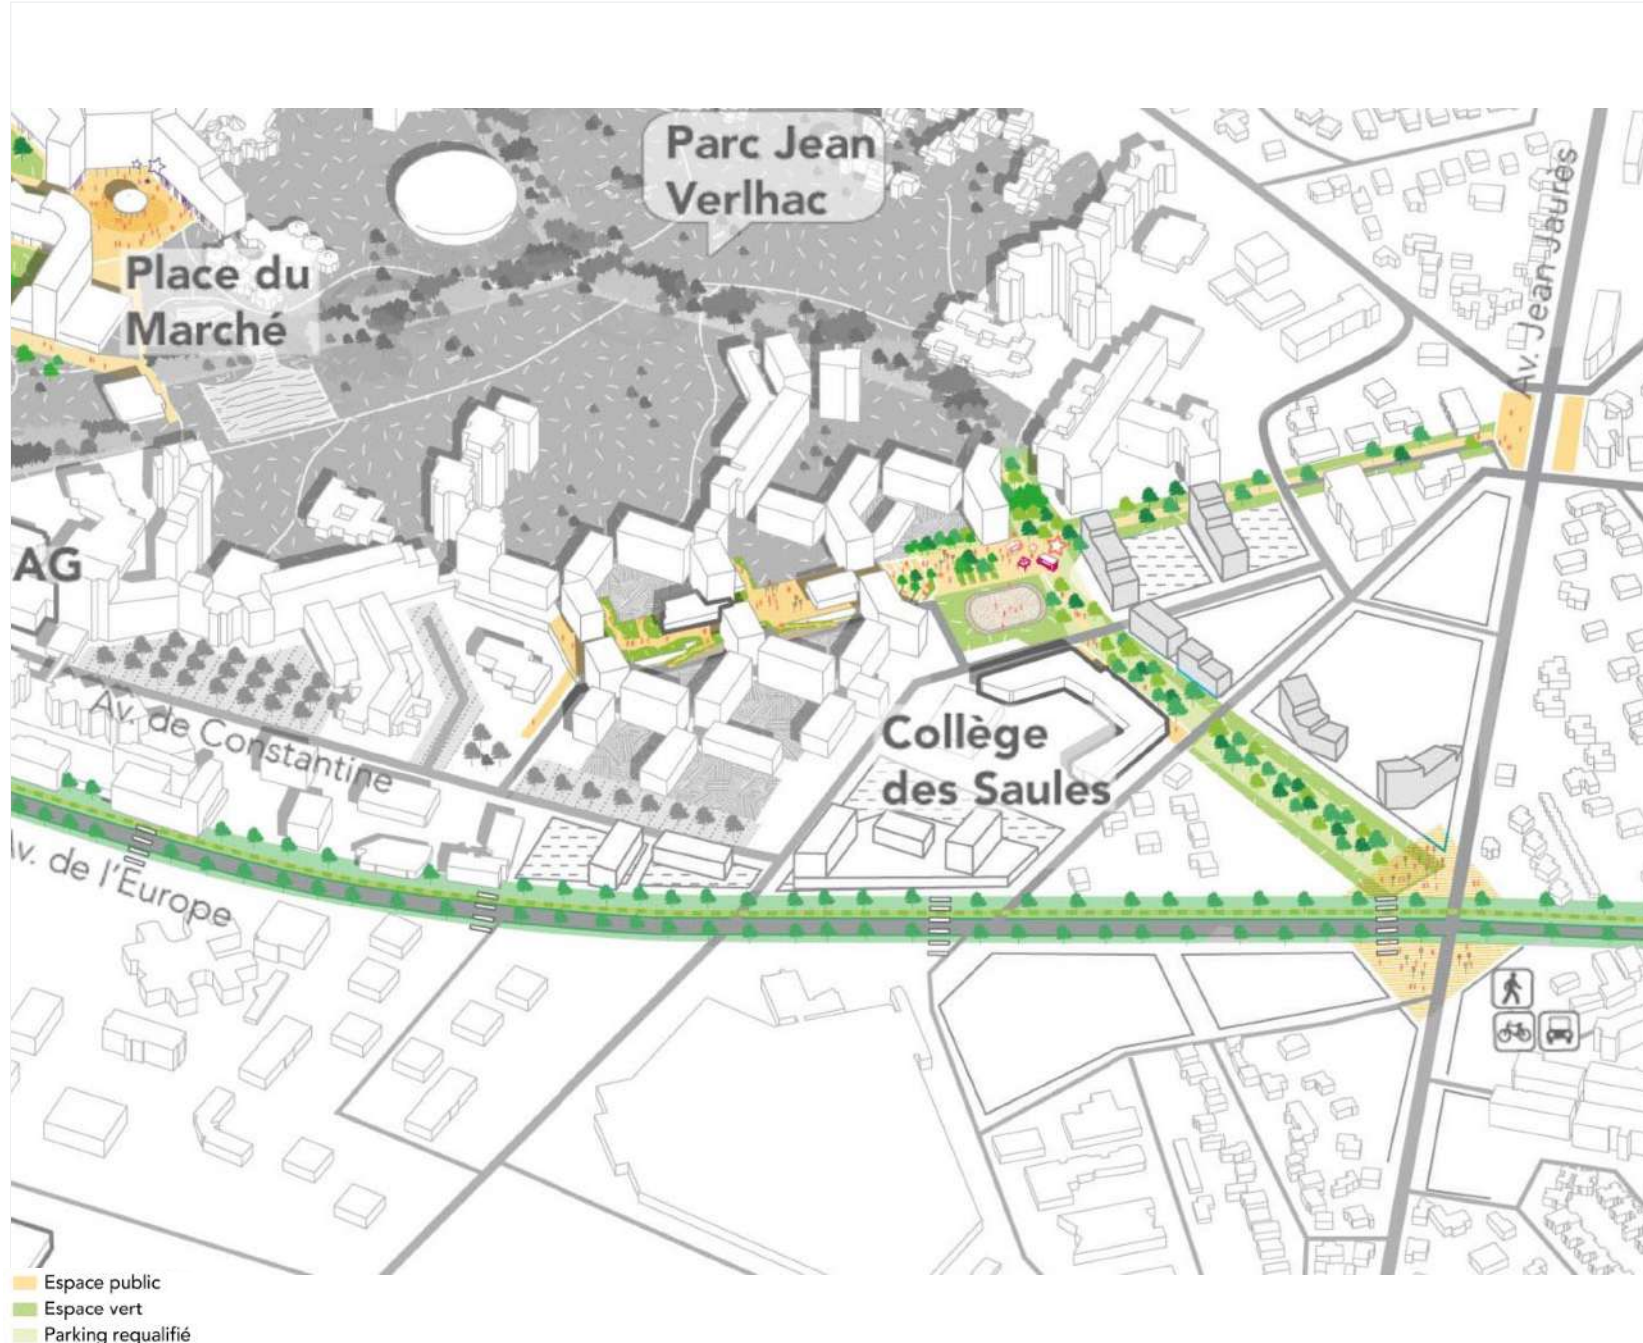 Parc Jean
Verlhac
Av. Jean Jaurès
Place du
Marché
AG
Av. de Constantine
Collège
des Saules
Av. de l'Europe
Espace public
Espace vert
Parking requalifié